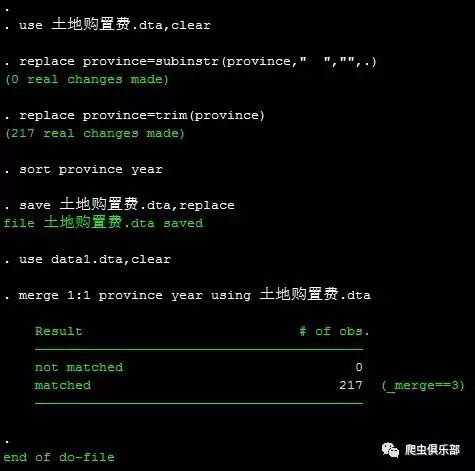 .
. use 土地购置费.dta,clear
. replace province=subinstr(province,"  ","",.)
(0 real changes made)
. replace province=trim(province)
(217 real changes made)
. sort province year
. save 土地购置费.dta,replace
file 土地购置费.dta saved
. use data1.dta,clear
. merge 1:1 province year using 土地购置费.dta
Result # of obs.
not matched 0
matched 217 (_merge==3)
.
end of do-file
爬虫俱乐部